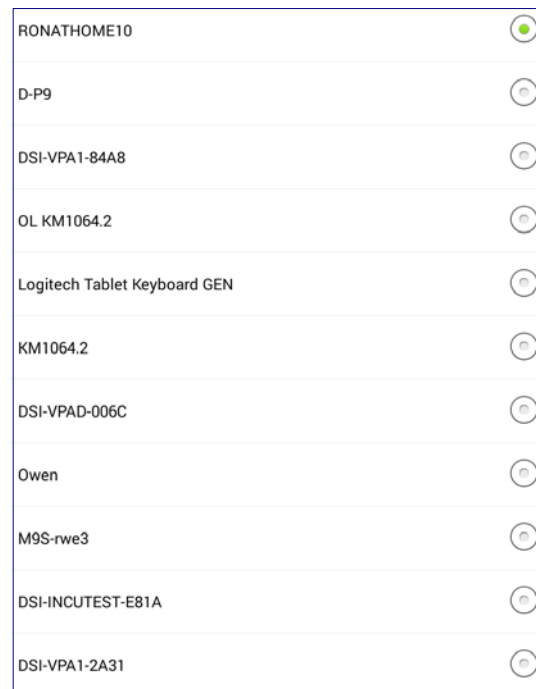 RONATHOME10
D-P9
DSI-VPA1-84A8
OL KM1064.2
Logitech Tablet Keyboard GEN
KM1064.2
DSI-VPAD-006C
Owen
M9S-rwe3
DSI-INCUTEST-E81A
DSI-VPA1-2A31